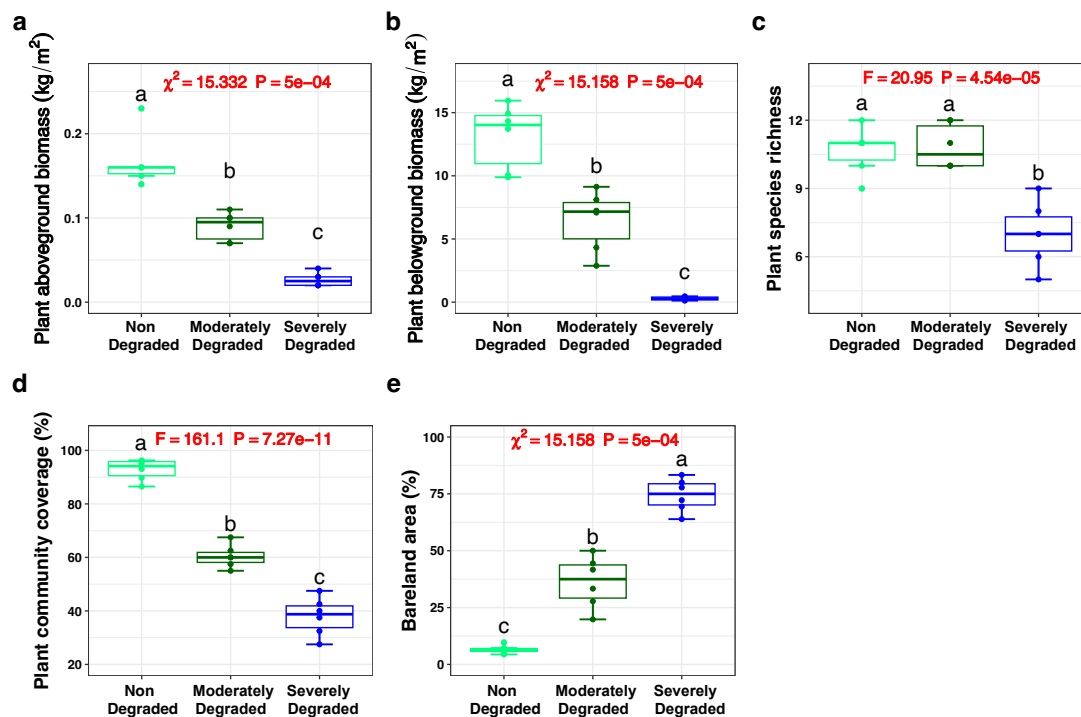 a
Plant aboveground biomass (kg/m²)
χ² = 15.332 P = 5e−04
a
b
c
0.2
0.1
0.0
Non Degraded
Moderately Degraded
Severely Degraded
b
Plant belowground biomass (kg/m²)
χ² = 15.158 P = 5e−04
a
b
c
15
10
5
0
Non Degraded
Moderately Degraded
Severely Degraded
c
Plant species richness
F = 20.95 P = 4.54e−05
a
a
b
12
9
6
Non Degraded
Moderately Degraded
Severely Degraded
d
Plant community coverage (%)
F = 161.1 P = 7.27e−11
a
b
c
100
80
60
40
20
Non Degraded
Moderately Degraded
Severely Degraded
e
Bareland area (%)
χ² = 15.158 P = 5e−04
a
b
c
100
75
50
25
0
Non Degraded
Moderately Degraded
Severely Degraded